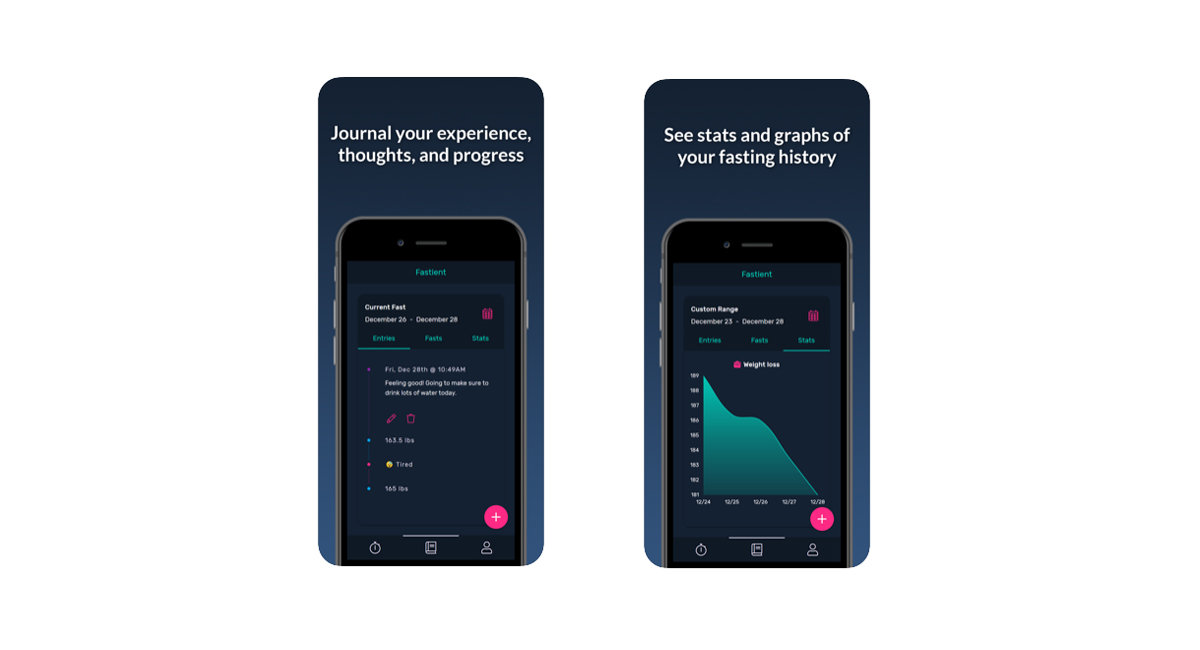 Journal your experience,
thoughts, and progress
Fastient
Current Fast
December 26 - December 28
Entries Fasts Stats
Fri, Dec 28th @ 10:49AM
Feeling good! Going to make sure to
drink lots of water today.
163.5 lbs
Tired
165 lbs
+
See stats and graphs of
your fasting history
Fastient
Custom Range
December 23 - December 28
Entries Fasts Stats
Weight loss
189
188
187
186
185
184
183
182
181
12/24 12/25 12/26 12/27 12/28
+